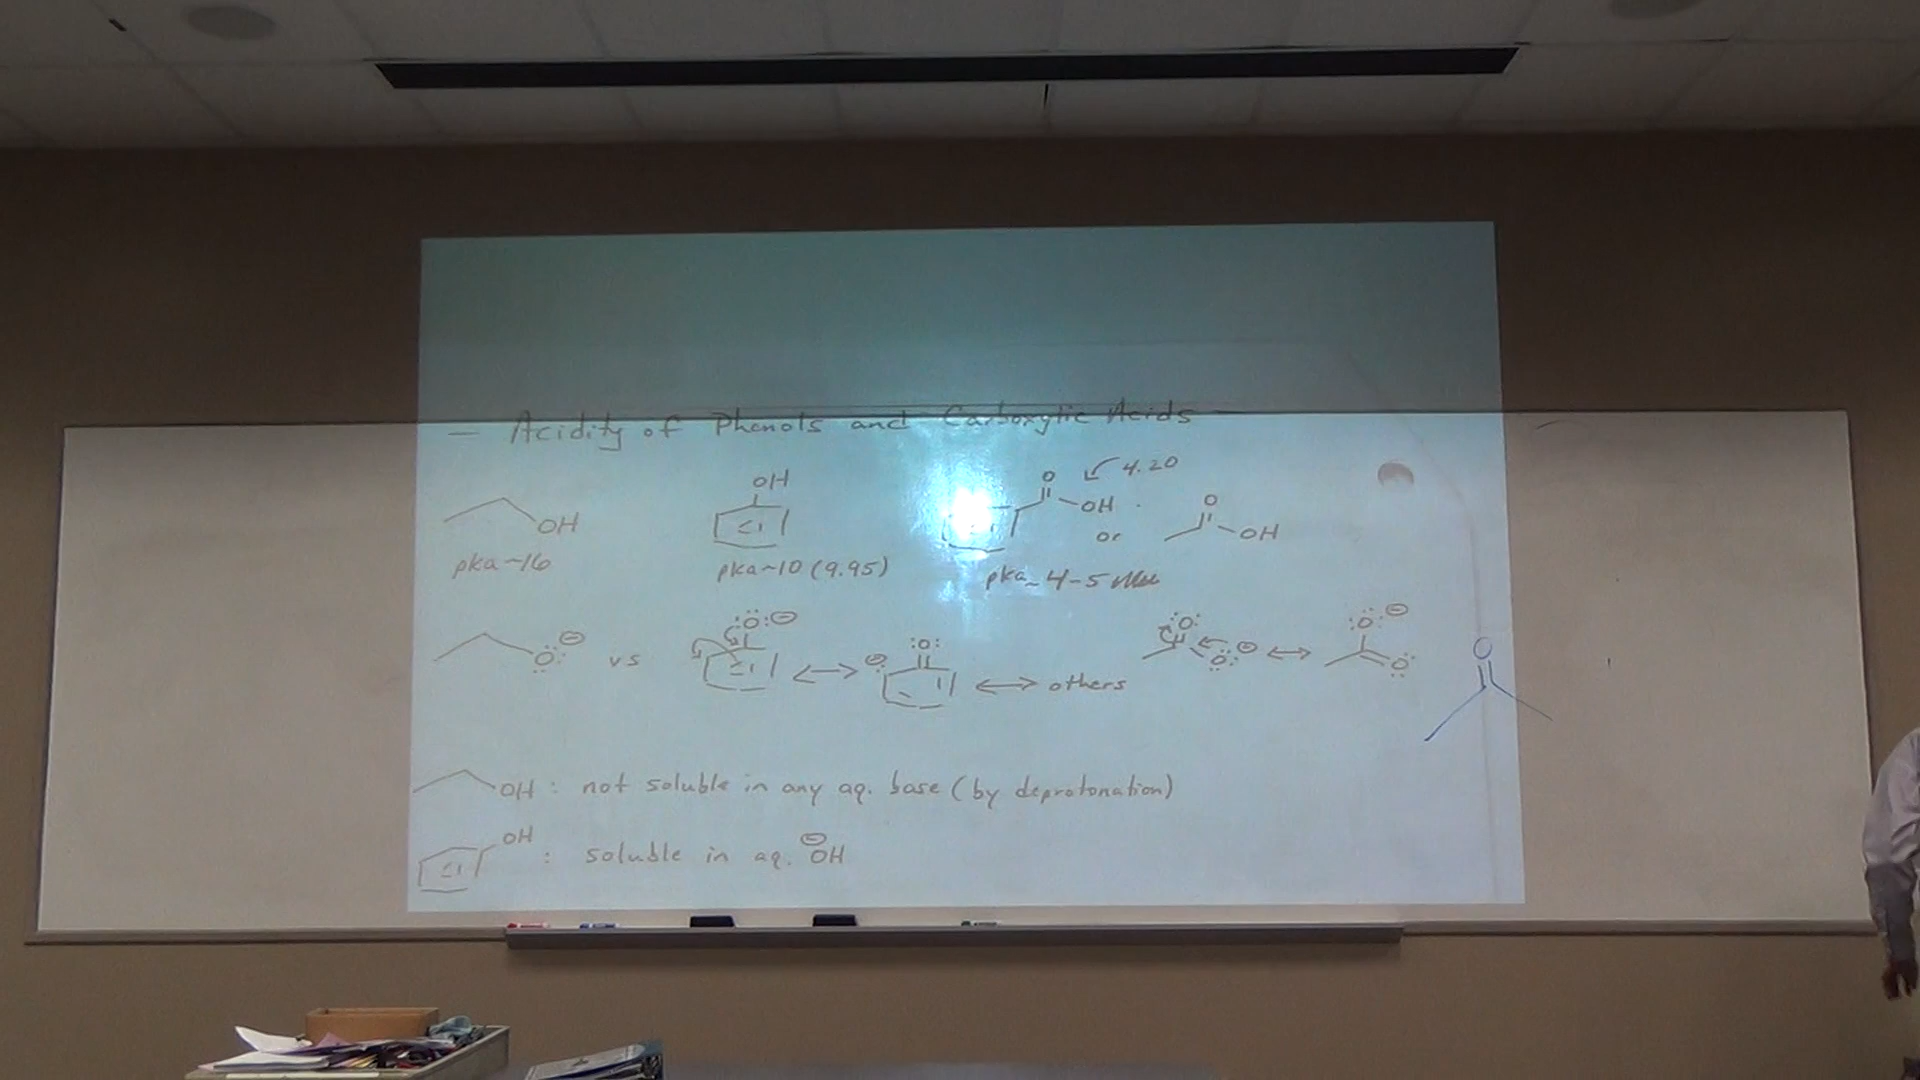 — Acidity of Phenols and Carboxylic Acids
OH OH O OH 4.20 or O OH
pka ~16 pka ~10 (9.95) pka ~ 4-5
:O:⊖ vs :O:⊖ ↔ ⊖ :O: ↔ others :O: :O:⊖ ↔ :O:⊖ O:
O
OH : not soluble in any aq. base (by deprotonation)
OH : soluble in aq. ⊖OH